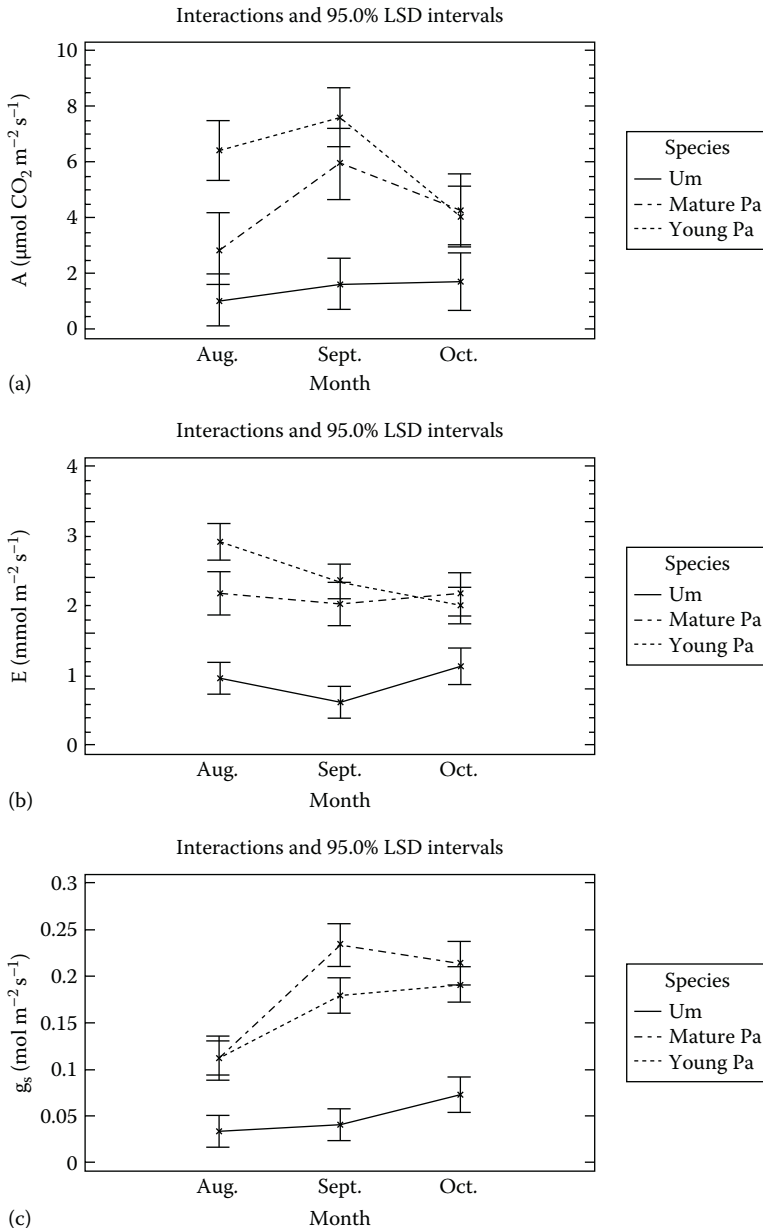 Interactions and 95.0% LSD intervals
10
8
6
4
2
0
A (µmol CO₂ m⁻² s⁻¹)
Aug.
Sept.
Oct.
Month
Species
Um
Mature Pa
Young Pa
(a)
Interactions and 95.0% LSD intervals
4
3
2
1
0
E (mmol m⁻² s⁻¹)
Aug.
Sept.
Oct.
Month
Species
Um
Mature Pa
Young Pa
(b)
Interactions and 95.0% LSD intervals
0.3
0.25
0.2
0.15
0.1
0.05
0
gₛ (mol m⁻² s⁻¹)
Aug.
Sept.
Oct.
Month
Species
Um
Mature Pa
Young Pa
(c)